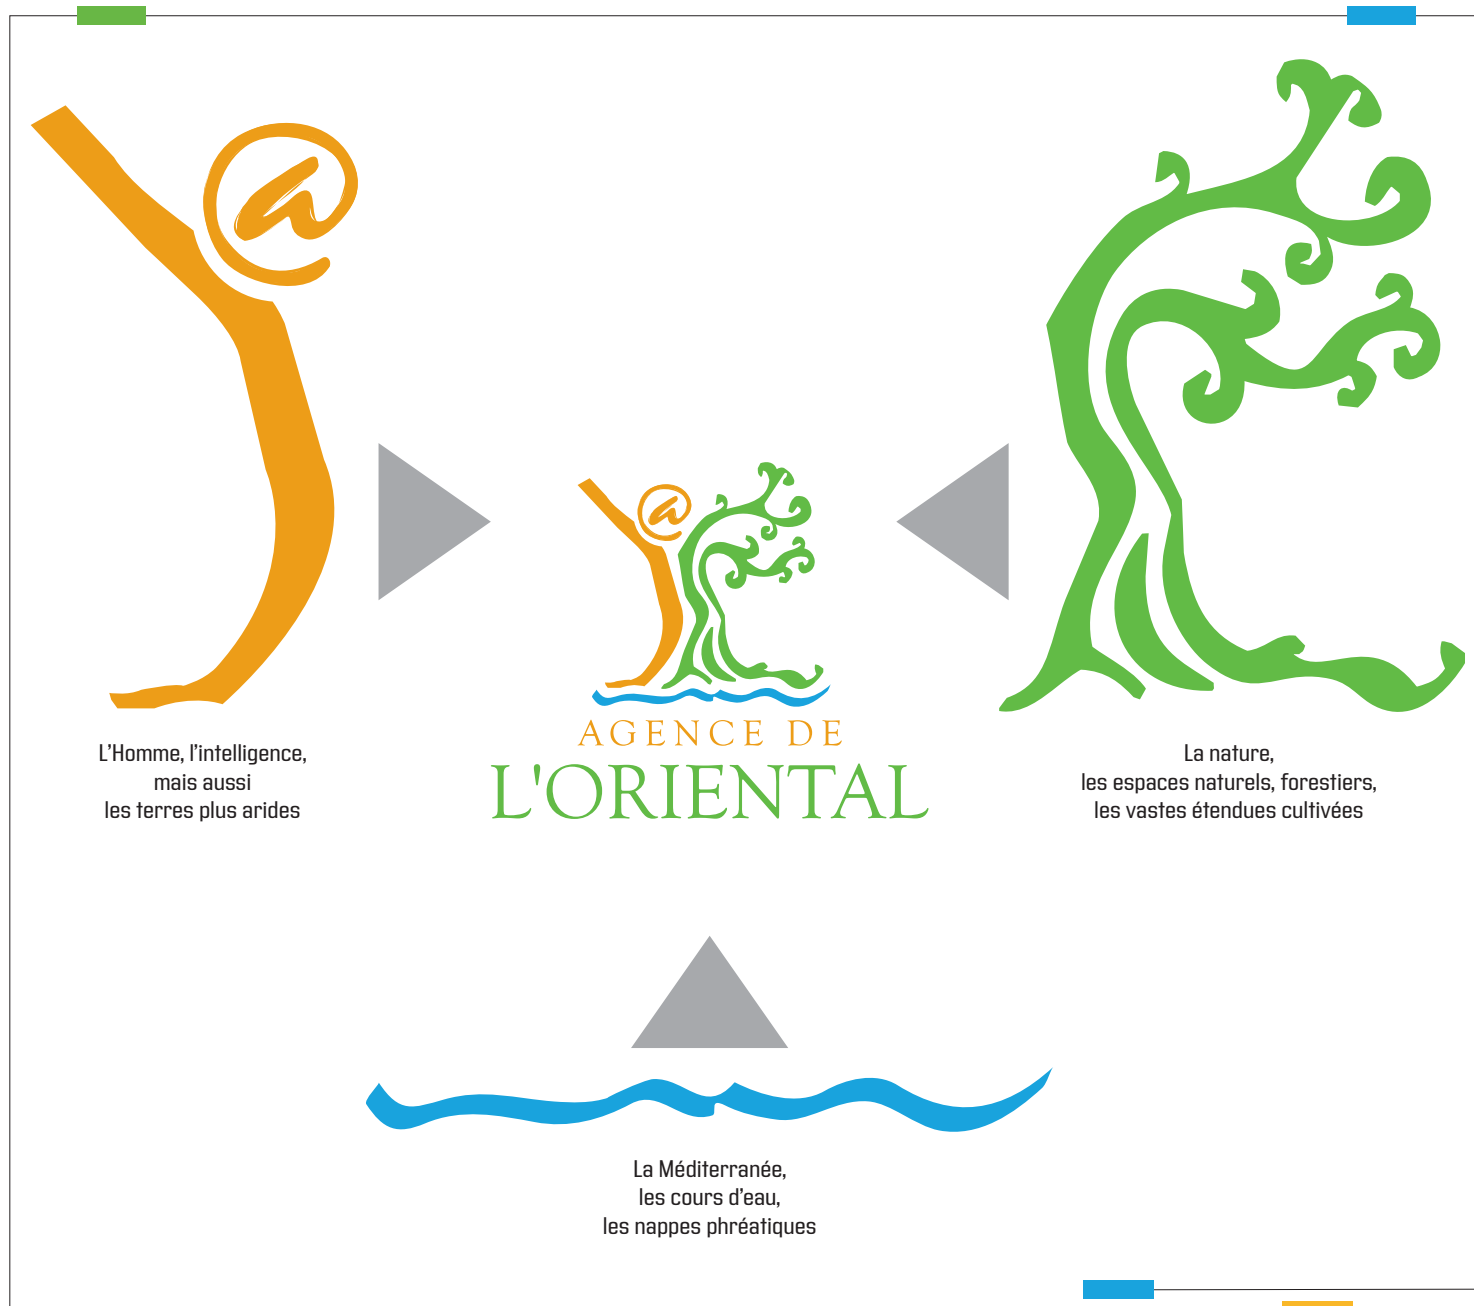 @
AGENCE DE
L'ORIENTAL
L'Homme, l'intelligence,
mais aussi
les terres plus arides
La nature,
les espaces naturels, forestiers,
les vastes étendues cultivées
La Méditerranée,
les cours d'eau,
les nappes phréatiques